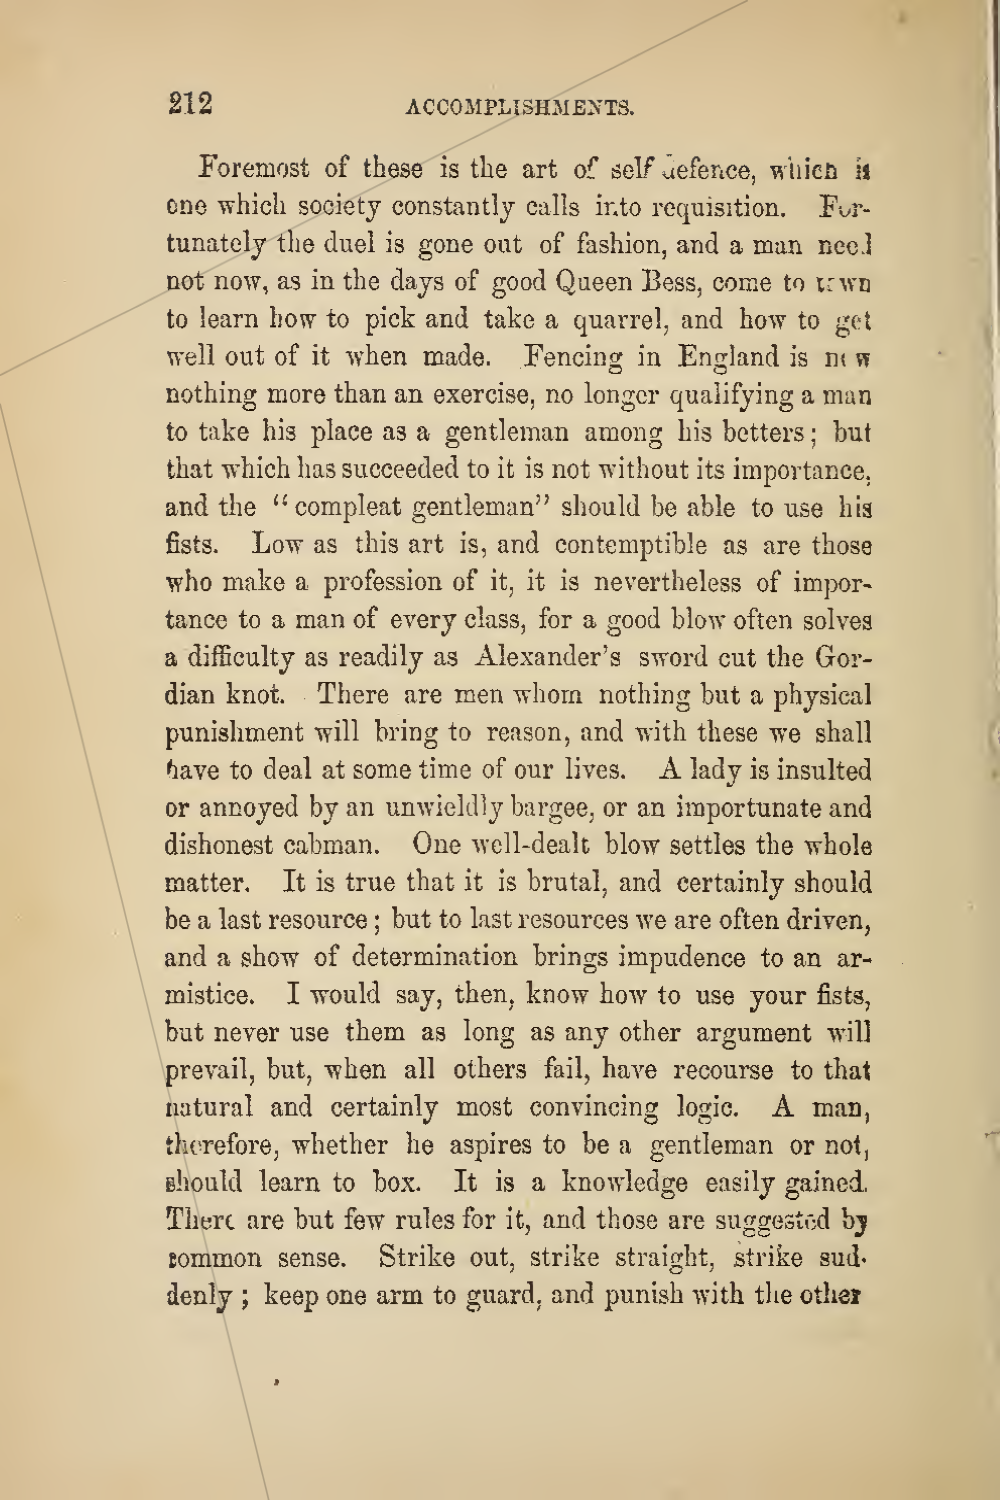 212
ACCOMPLISHMENTS.
Foremost of these is the art of self defence, which is
one which society constantly calls into requisition. For-
tunately the duel is gone out of fashion, and a man need
not now, as in the days of good Queen Bess, come to town
to learn how to pick and take a quarrel, and how to get
well out of it when made. Fencing in England is now
nothing more than an exercise, no longer qualifying a man
to take his place as a gentleman among his betters; but
that which has succeeded to it is not without its importance,
and the "compleat gentleman" should be able to use his
fists. Low as this art is, and contemptible as are those
who make a profession of it, it is nevertheless of impor-
tance to a man of every class, for a good blow often solves
a difficulty as readily as Alexander's sword cut the Gor-
dian knot. There are men whom nothing but a physical
punishment will bring to reason, and with these we shall
have to deal at some time of our lives. A lady is insulted
or annoyed by an unwieldly bargee, or an importunate and
dishonest cabman. One well-dealt blow settles the whole
matter. It is true that it is brutal, and certainly should
be a last resource; but to last resources we are often driven,
and a show of determination brings impudence to an ar-
mistice. I would say, then, know how to use your fists,
but never use them as long as any other argument will
prevail, but, when all others fail, have recourse to that
natural and certainly most convincing logic. A man,
therefore, whether he aspires to be a gentleman or not,
should learn to box. It is a knowledge easily gained.
There are but few rules for it, and those are suggested by
common sense. Strike out, strike straight, strike sud-
denly; keep one arm to guard, and punish with the other